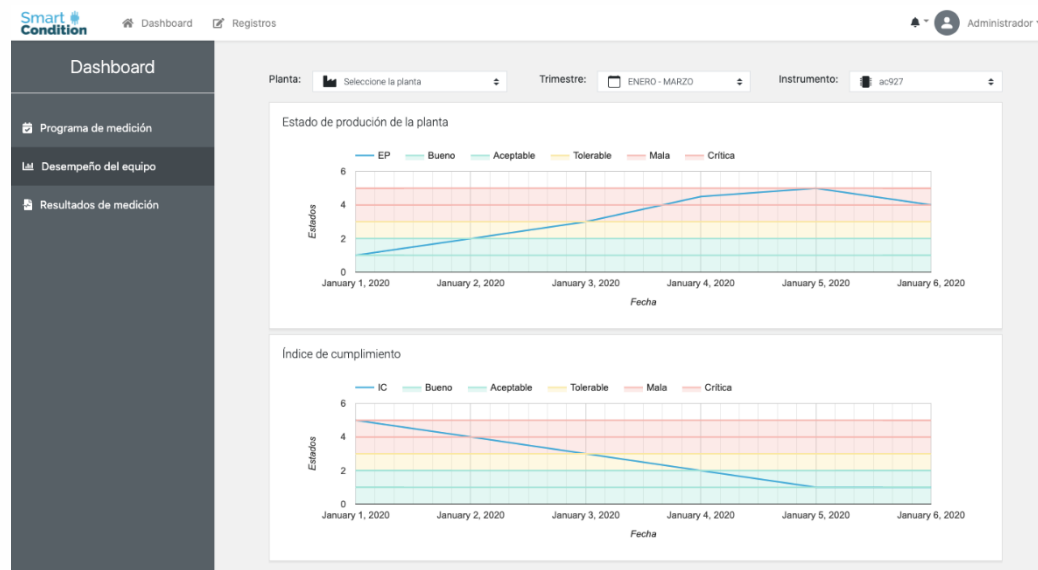 Smart
Condition
Dashboard
Registros
Administrador
Dashboard
Programa de medición
Desempeño del equipo
Resultados de medición
Planta: Seleccione la planta Trimestre: ENERO - MARZO Instrumento: ac927
Estado de produción de la planta
EP Bueno Aceptable Tolerable Mala Crítica
6
4
2
0
Estados
January 1, 2020 January 2, 2020 January 3, 2020 January 4, 2020 January 5, 2020 January 6, 2020
Fecha
Índice de cumplimiento
IC Bueno Aceptable Tolerable Mala Crítica
6
4
2
0
Estados
January 1, 2020 January 2, 2020 January 3, 2020 January 4, 2020 January 5, 2020 January 6, 2020
Fecha